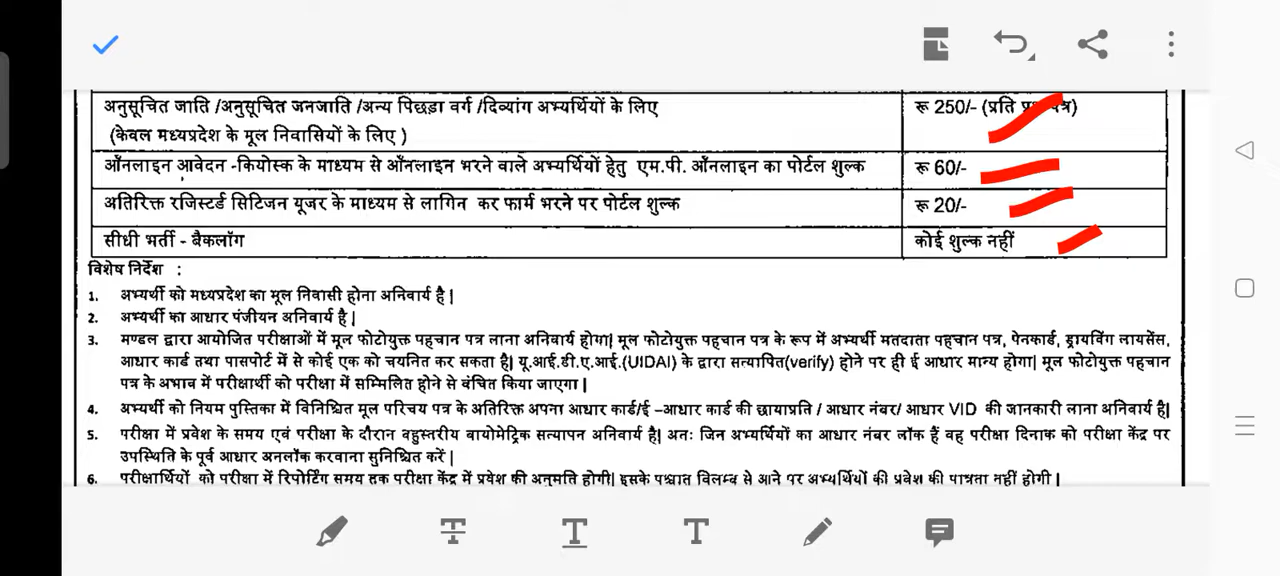 अनुसूचित जाति /अनुसूचित जनजाति /अन्य पिछड़ा वर्ग /दिव्यांग अभ्यर्थियों के लिए रू 250/- (प्रति
(केवल मध्यप्रदेश के मूल निवासियों के लिए )
ऑंनलाइन आवेदन -कियोस्क के माध्यम से ऑंनलाइन भरने वाले अभ्यर्थियों हेतु एम.पी. ऑंनलाइन का पोर्टल शुल्क रू 60/-
अतिरिक्त रजिस्टर्ड सिटिजन यूजर के माध्यम से लागिन कर फार्म भरने पर पोर्टल शुल्क रू 20/-
सीधी भर्ती - बैकलॉग कोई शुल्क नहीं
विशेष निर्देश :
1. अभ्यर्थी को मध्यप्रदेश का मूल निवासी होना अनिवार्य है|
2. अभ्यर्थी का आधार पंजीयन अनिवार्य है|
3. मण्डल द्वारा आयोजित परीक्षाओं में मूल फोटोयुक्त पहचान पत्र लाना अनिवार्य होगा| मूल फोटोयुक्त पहचान पत्र के रूप में अभ्यर्थी मतदाता पहचान पत्र, पेनकार्ड, ड्रायविंग लायसेंस,
आधार कार्ड तथा पासपोर्ट में से कोई एक को चयनित कर सकता है| यू.आई.डी.ए.आई.(UIDAI) के द्वारा सत्यापित(verify) होने पर ही ई आधार मान्य होगा| मूल फोटोयुक्त पहचान
पत्र के अभाव में परीक्षार्थी को परीक्षा में सम्मिलित होने से वंचित किया जाएगा|
4. अभ्यर्थी को नियम पुस्तिका में विनिश्चित मूल परिचय पत्र के अतिरिक्त अपना आधार कार्ड/ई –आधार कार्ड की छायाप्रति / आधार नंबर/ आधार VID की जानकारी लाना अनिवार्य है|
5. परीक्षा में प्रवेश के समय एवं परीक्षा के दौरान बहुस्तरीय बायोमेट्रिक सत्यापन अनिवार्य है| अतः जिन अभ्यर्थियों का आधार नंबर लॉक हैं वह परीक्षा दिनाक को परीक्षा केंद्र पर
उपस्थिति के पूर्व आधार अनलॉक करवाना सुनिश्चित करें|
6. परीक्षार्थियों को परीक्षा में रिपोर्टिंग समय तक परीक्षा केंद्र में प्रवेश की अनुमति होगी| इसके पश्चात विलम्ब से आने पर अभ्यर्थियों की प्रवेश की पात्रता नहीं होगी|